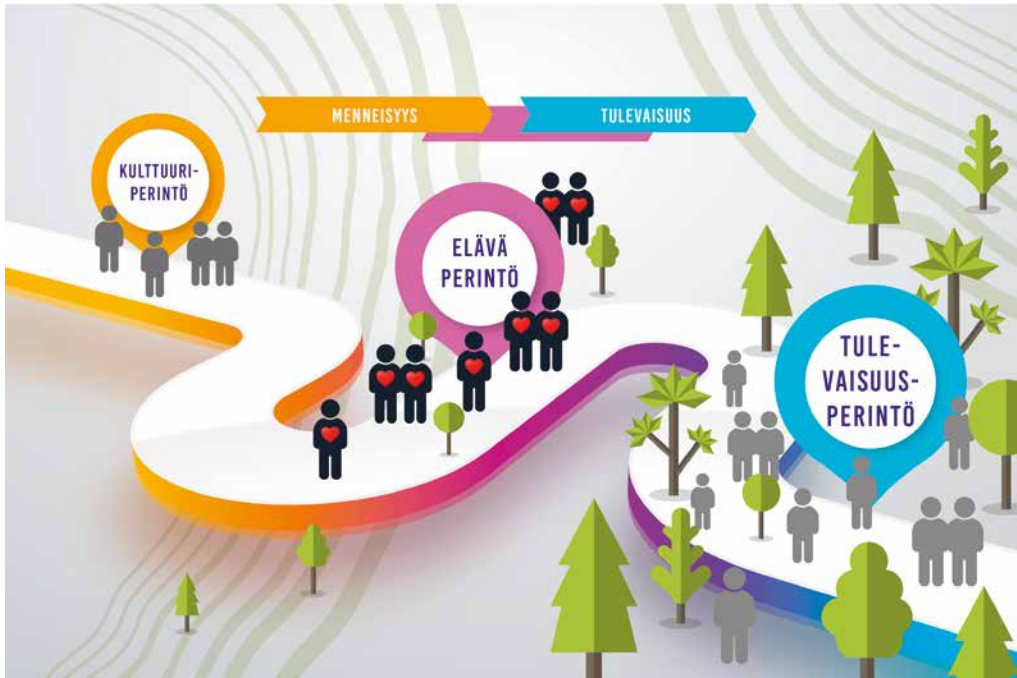 MENNEISYYS
TULEVAISUUS
KULTTUURI-
PERINTÖ
ELÄVÄ
PERINTÖ
TULE-
VAISUUS-
PERINTÖ